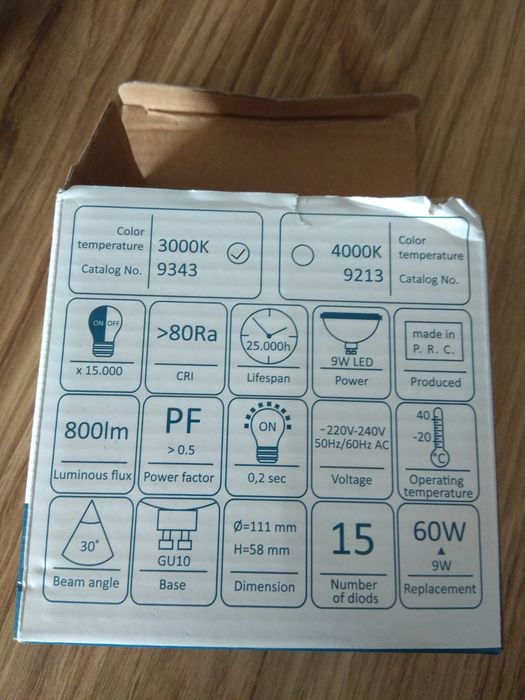 Color
temperature
3000K
Catalog No.
9343
4000K
Color
temperature
9213
Catalog No.
ON OFF
x 15.000
>80Ra
CRI
25.000h
Lifespan
9W LED
Power
made in
P. R. C.
Produced
800lm
Luminous flux
PF
> 0.5
Power factor
ON
0,2 sec
~220V-240V
50Hz/60Hz AC
Voltage
40
-20
°C
Operating
temperature
30°
Beam angle
GU10
Base
Ø=111 mm
H=58 mm
Dimension
15
Number
of diods
60W
▲
9W
Replacement